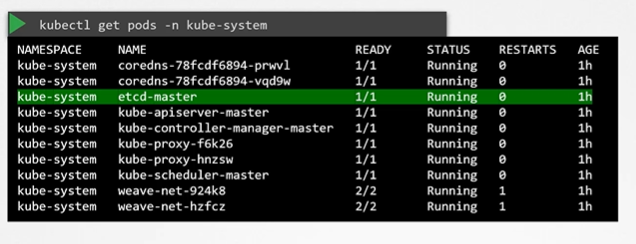 kubectl get pods -n kube-system
NAMESPACE NAME READY STATUS RESTARTS AGE
kube-system coredns-78fcdf6894-prwvl 1/1 Running 0 1h
kube-system coredns-78fcdf6894-vqd9w 1/1 Running 0 1h
kube-system etcd-master 1/1 Running 0 1h
kube-system kube-apiserver-master 1/1 Running 0 1h
kube-system kube-controller-manager-master 1/1 Running 0 1h
kube-system kube-proxy-f6k26 1/1 Running 0 1h
kube-system kube-proxy-hnzsw 1/1 Running 0 1h
kube-system kube-scheduler-master 1/1 Running 0 1h
kube-system weave-net-924k8 2/2 Running 1 1h
kube-system weave-net-hzfcz 2/2 Running 1 1h